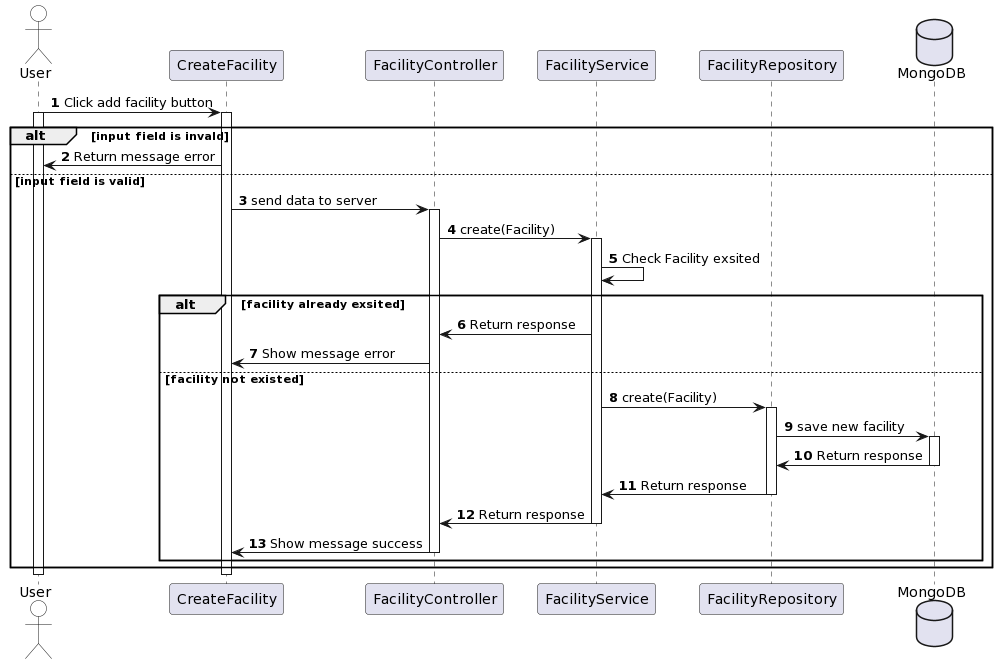 User
CreateFacility
FacilityController
FacilityService
FacilityRepository
MongoDB
1 Click add facility button
alt [input field is invald]
2 Return message error
[input field is valid]
3 send data to server
4 create(Facility)
5 Check Facility exsited
alt [facility already exsited]
6 Return response
7 Show message error
[facility not existed]
8 create(Facility)
9 save new facility
10 Return response
11 Return response
12 Return response
13 Show message success
User
CreateFacility
FacilityController
FacilityService
FacilityRepository
MongoDB